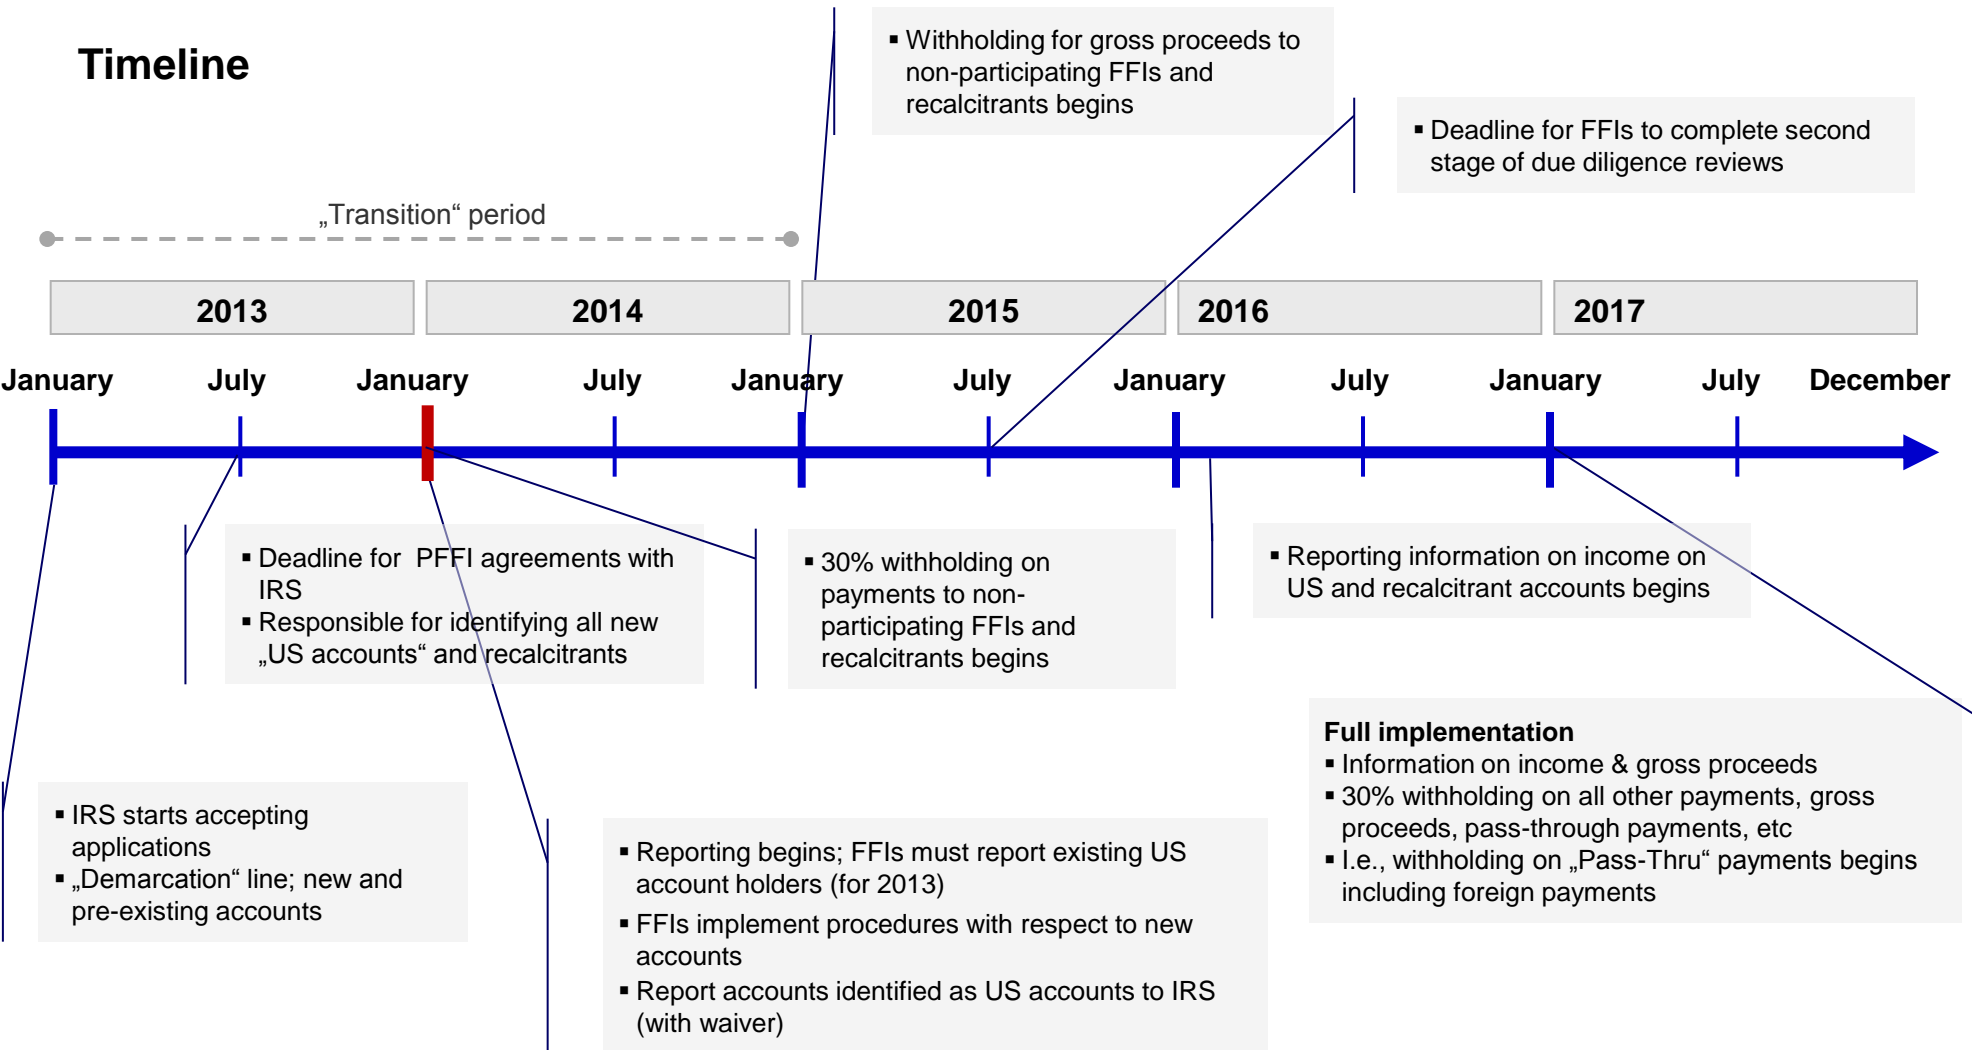 Timeline
▪ Withholding for gross proceeds to
non-participating FFIs and
recalcitrants begins
▪ Deadline for FFIs to complete second
stage of due diligence reviews
„Transition“ period
2013 2014 2015 2016 2017
January July January July January July January July January July December
▪ Deadline for PFFI agreements with
IRS
▪ Responsible for identifying all new
„US accounts“ and recalcitrants
▪ 30% withholding on
payments to non-
participating FFIs and
recalcitrants begins
▪ Reporting information on income on
US and recalcitrant accounts begins
Full implementation
▪ Information on income & gross proceeds
▪ 30% withholding on all other payments, gross
proceeds, pass-through payments, etc
▪ I.e., withholding on „Pass-Thru“ payments begins
including foreign payments
▪ IRS starts accepting
applications
▪ „Demarcation“ line; new and
pre-existing accounts
▪ Reporting begins; FFIs must report existing US
account holders (for 2013)
▪ FFIs implement procedures with respect to new
accounts
▪ Report accounts identified as US accounts to IRS
(with waiver)